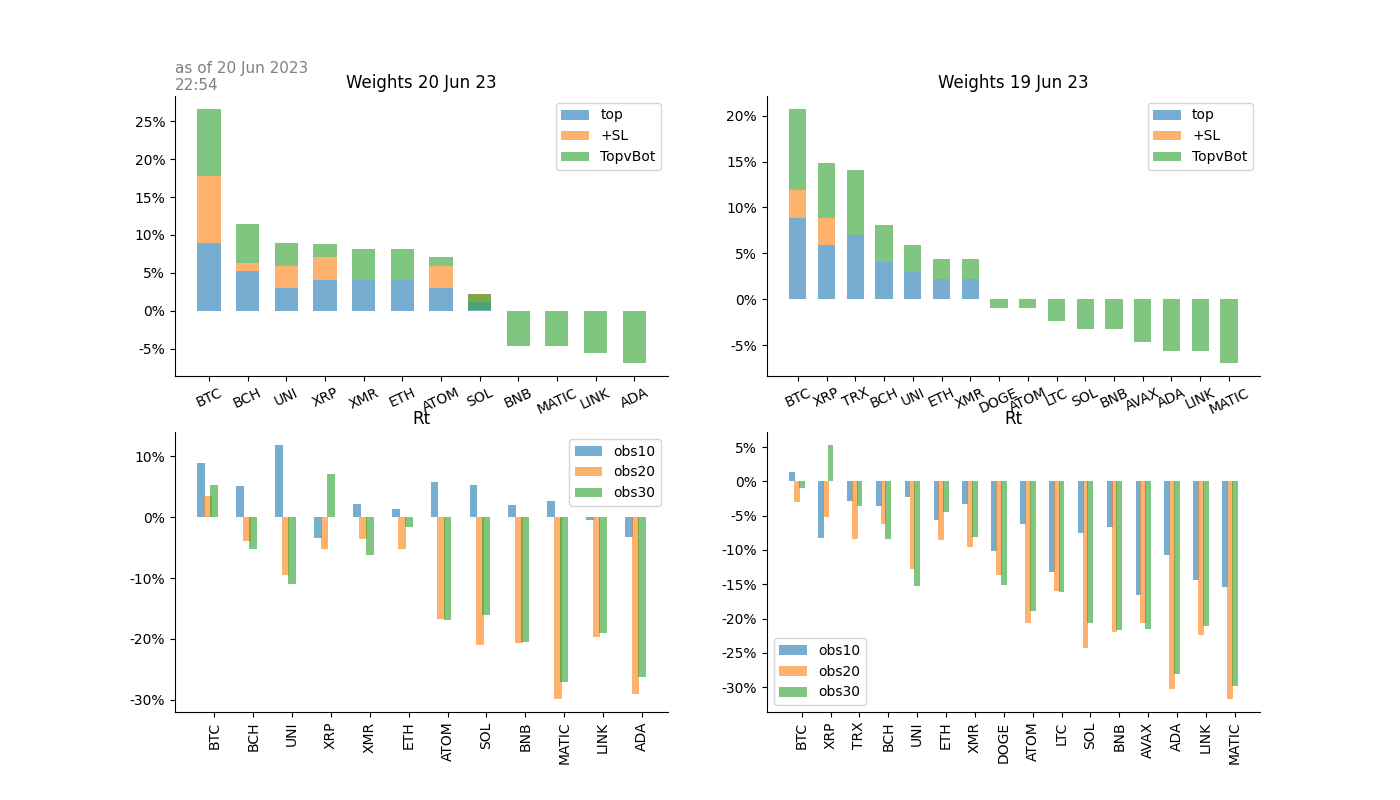 as of 20 Jun 2023
22:54
Weights 20 Jun 23
25%
20%
15%
10%
5%
0%
-5%
top
+SL
TopvBot
BTC BCH UNI XRP XMR ETH ATOM SOL BNB MATIC LINK ADA
Weights 19 Jun 23
20%
15%
10%
5%
0%
-5%
top
+SL
TopvBot
BTC XRP TRX BCH UNI ETH XMR DOGE ATOM LTC SOL BNB AVAX ADA LINK MATIC
Rt
10%
0%
-10%
-20%
-30%
obs10
obs20
obs30
BTC BCH UNI XRP XMR ETH ATOM SOL BNB MATIC LINK ADA
Rt
5%
0%
-5%
-10%
-15%
-20%
-25%
-30%
obs10
obs20
obs30
BTC XRP TRX BCH UNI ETH XMR DOGE ATOM LTC SOL BNB AVAX ADA LINK MATIC